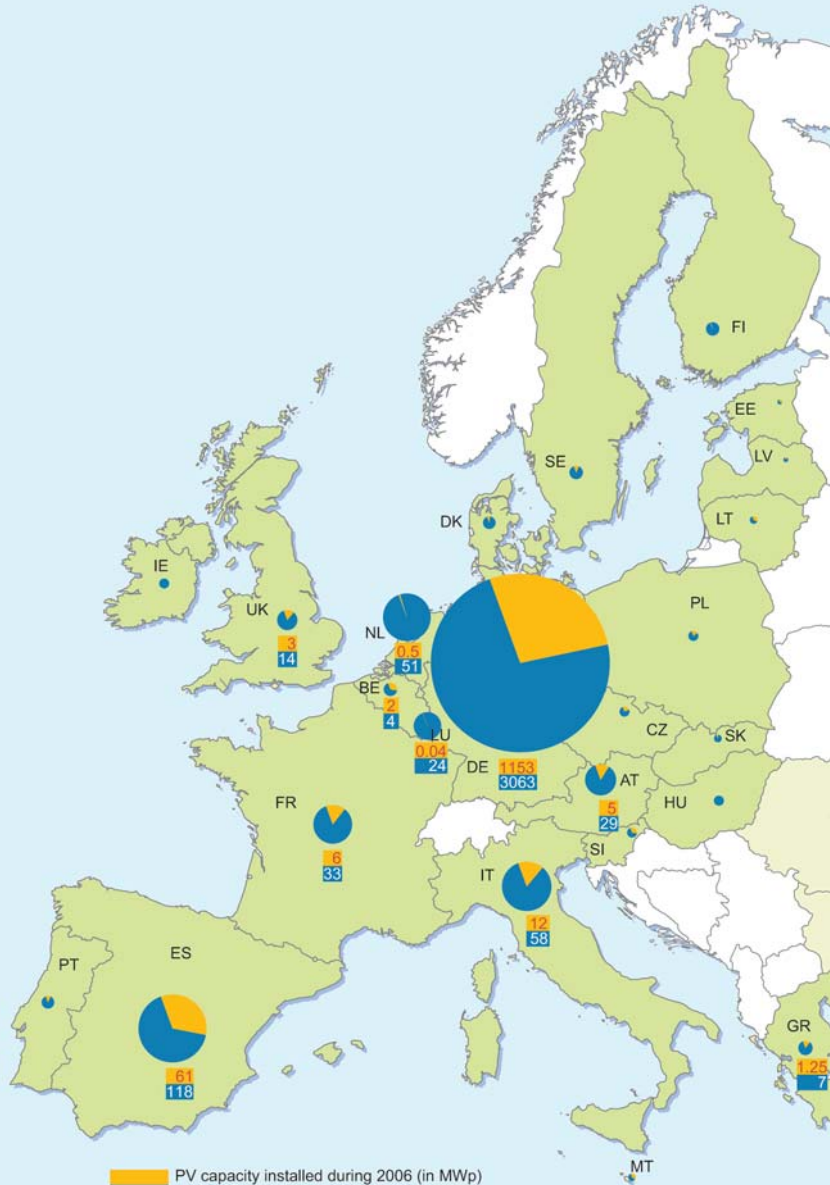 FI
EE
SE
LV
DK
LT
IE
PL
UK
NL
3
14
0.5
51
BE
2
4
LU
0.04
24
CZ
SK
DE
1153
3063
AT
HU
5
29
FR
SI
6
33
IT
12
58
PT
ES
GR
1.25
7
61
118
MT
PV capacity installed during 2006 (in MWp)